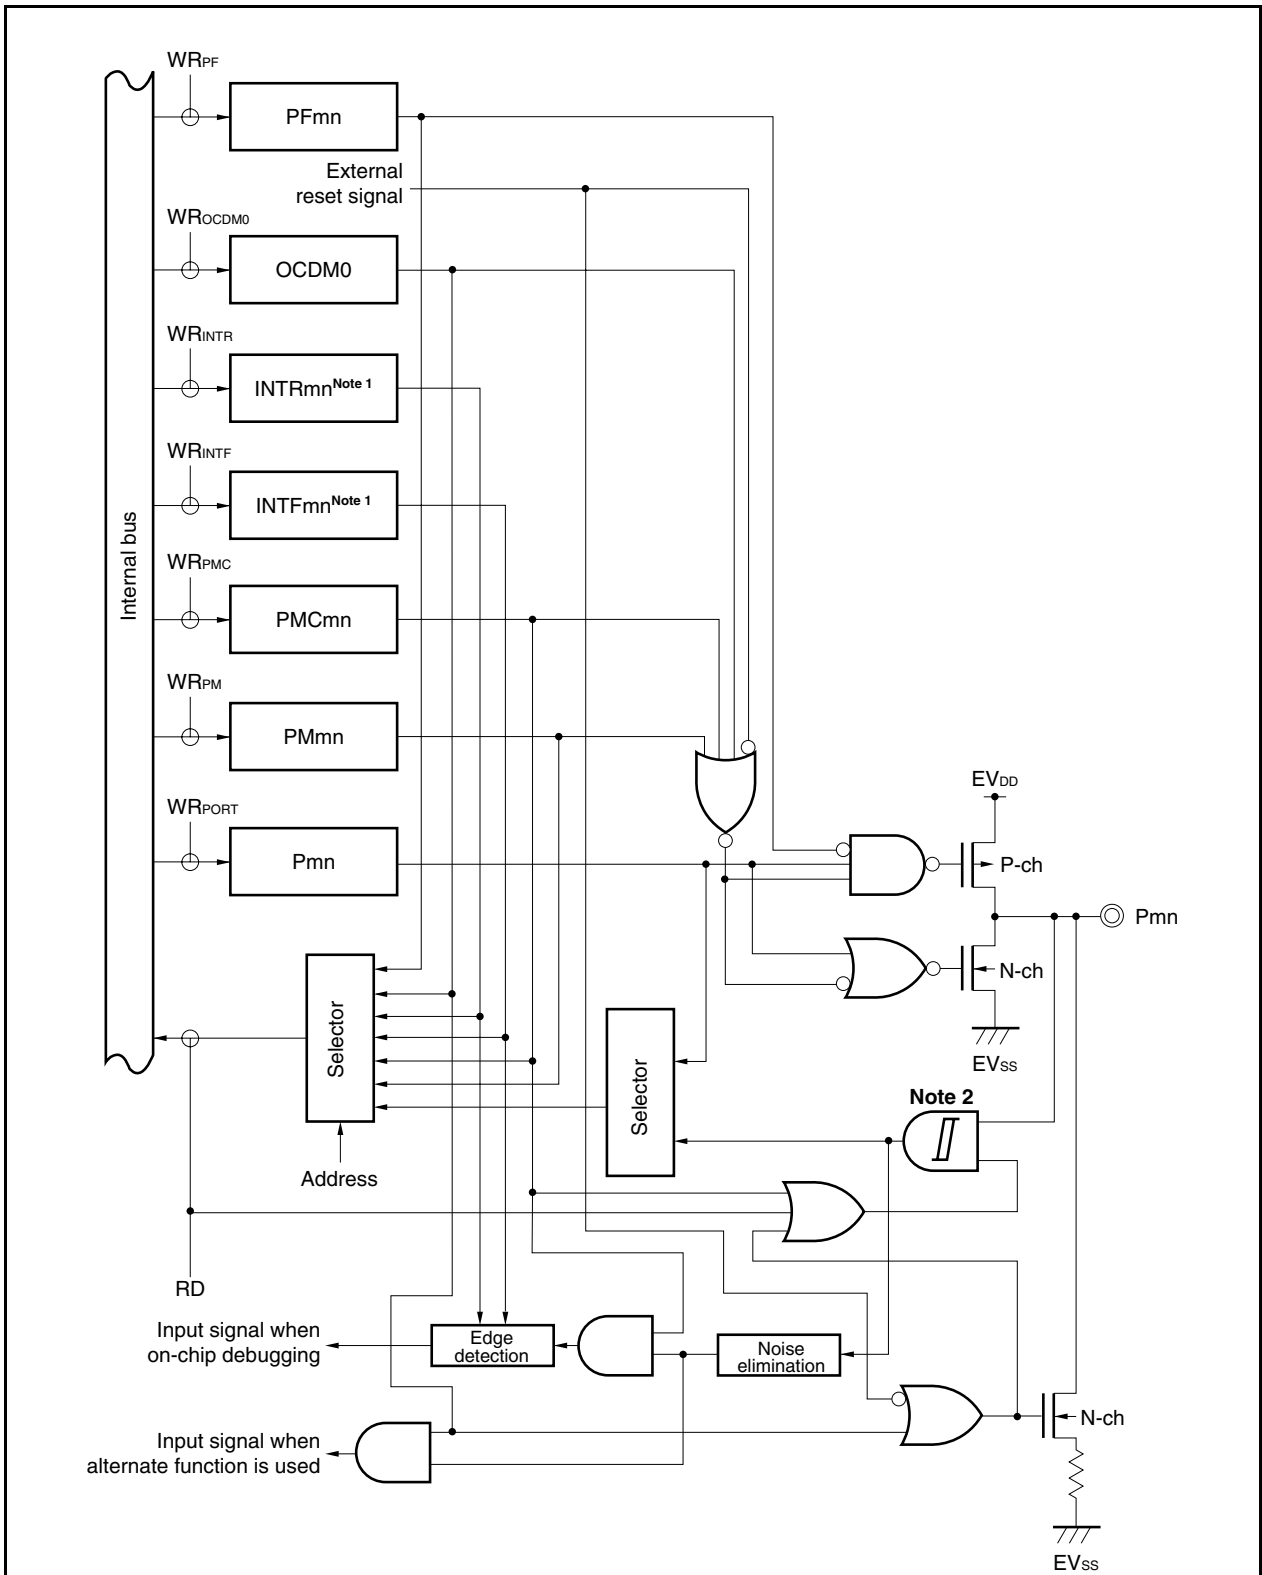 WRPF
PFmn
External
reset signal
WROCDM0
OCDM0
WRINTR
INTRmnNote 1
WRINTF
INTFmnNote 1
Internal bus
WRPMC
PMCmn
WRPM
PMmn
EVDD
WRPORT
Pmn
P-ch
Pmn
N-ch
Selector
Selector
EVSS
Note 2
Address
RD
Input signal when
on-chip debugging
Edge
detection
Noise
elimination
N-ch
Input signal when
alternate function is used
EVSS